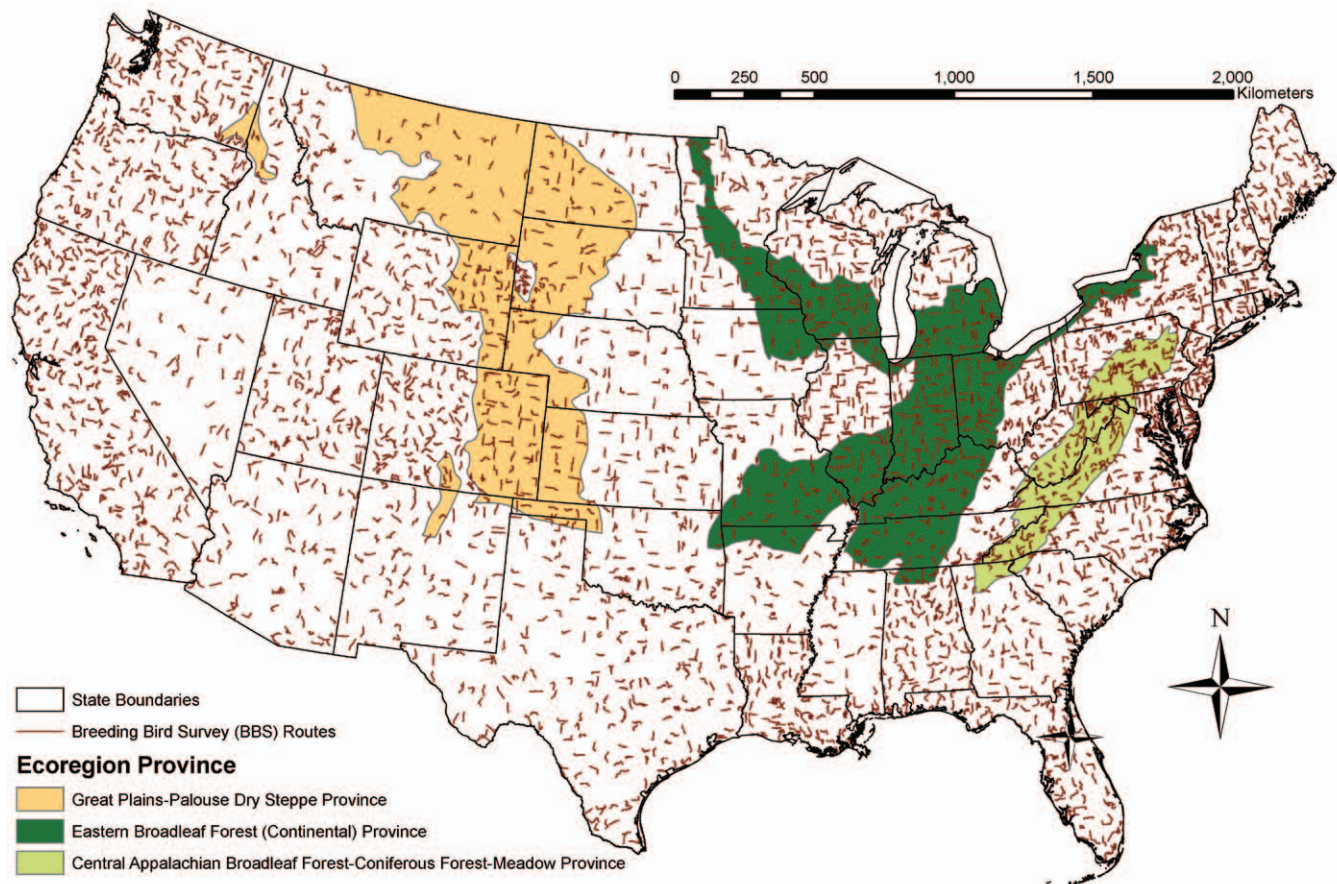 0 250 500 1,000 1,500 2,000
Kilometers
N
State Boundaries
Breeding Bird Survey (BBS) Routes
Ecoregion Province
Great Plains-Palouse Dry Steppe Province
Eastern Broadleaf Forest (Continental) Province
Central Appalachian Broadleaf Forest-Coniferous Forest-Meadow Province